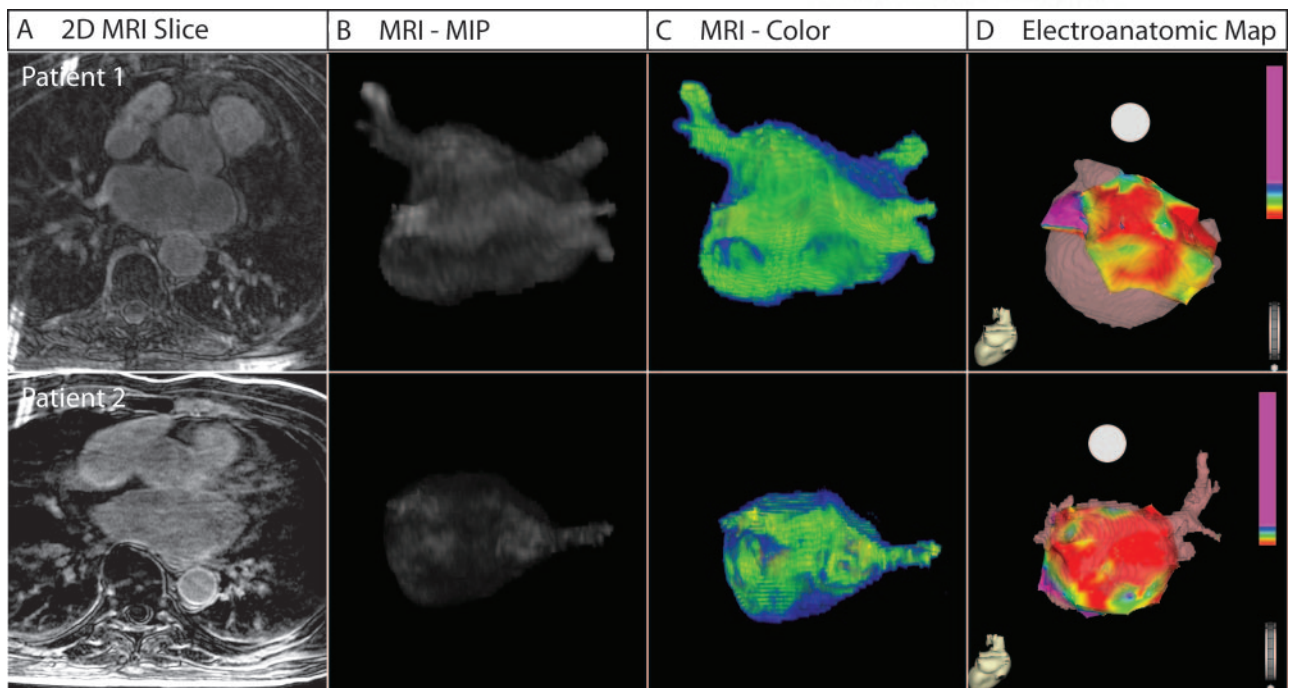 A 2D MRI Slice
B MRI - MIP
C MRI - Color
D Electroanatomic Map
Patient 1
Patient 2